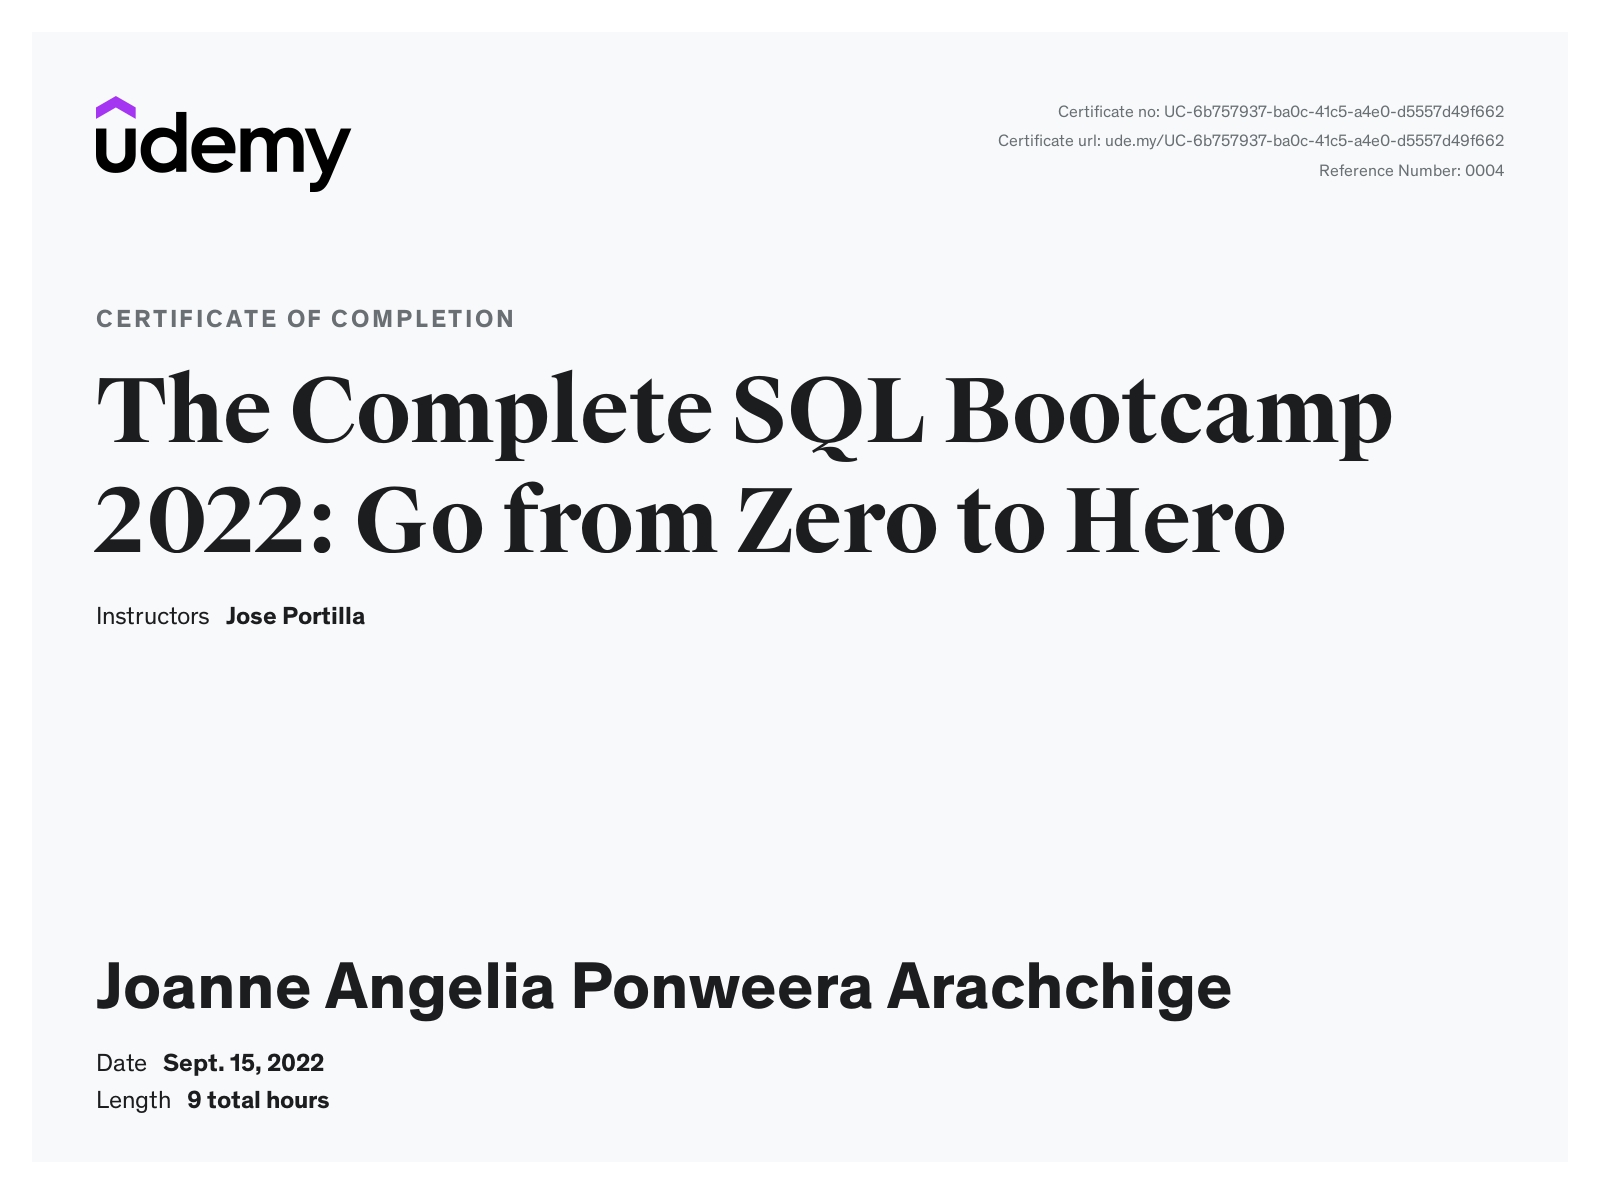 udemy
Certificate no: UC-6b757937-ba0c-41c5-a4e0-d5557d49f662
Certificate url: ude.my/UC-6b757937-ba0c-41c5-a4e0-d5557d49f662
Reference Number: 0004
CERTIFICATE OF COMPLETION
The Complete SQL Bootcamp
2022: Go from Zero to Hero
Instructors Jose Portilla
Joanne Angelia Ponweera Arachchige
Date Sept. 15, 2022
Length 9 total hours